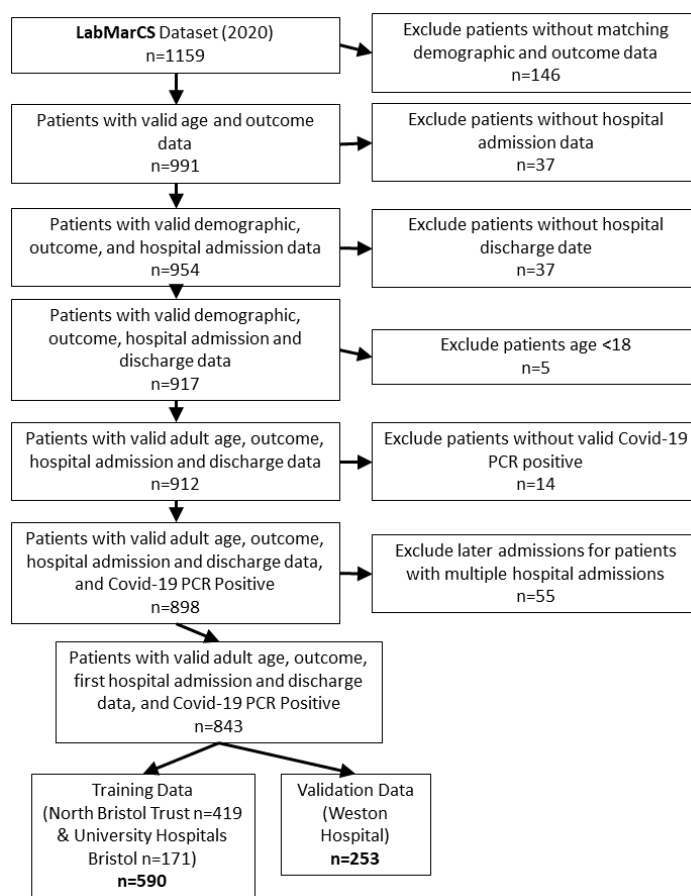 LabMarCS Dataset (2020)
n=1159
Exclude patients without matching
demographic and outcome data
n=146
Patients with valid age and outcome
data
n=991
Exclude patients without hospital
admission data
n=37
Patients with valid demographic,
outcome, and hospital admission data
n=954
Exclude patients without hospital
discharge date
n=37
Patients with valid demographic,
outcome, hospital admission and
discharge data
n=917
Exclude patients age <18
n=5
Patients with valid adult age, outcome,
hospital admission and discharge data
n=912
Exclude patients without valid Covid-19
PCR positive
n=14
Patients with valid adult age, outcome,
hospital admission and discharge data,
and Covid-19 PCR Positive
n=898
Exclude later admissions for patients
with multiple hospital admissions
n=55
Patients with valid adult age, outcome,
first hospital admission and discharge
data, and Covid-19 PCR Positive
n=843
Training Data
(North Bristol Trust n=419
& University Hospitals
Bristol n=171)
n=590
Validation Data
(Weston
Hospital)
n=253